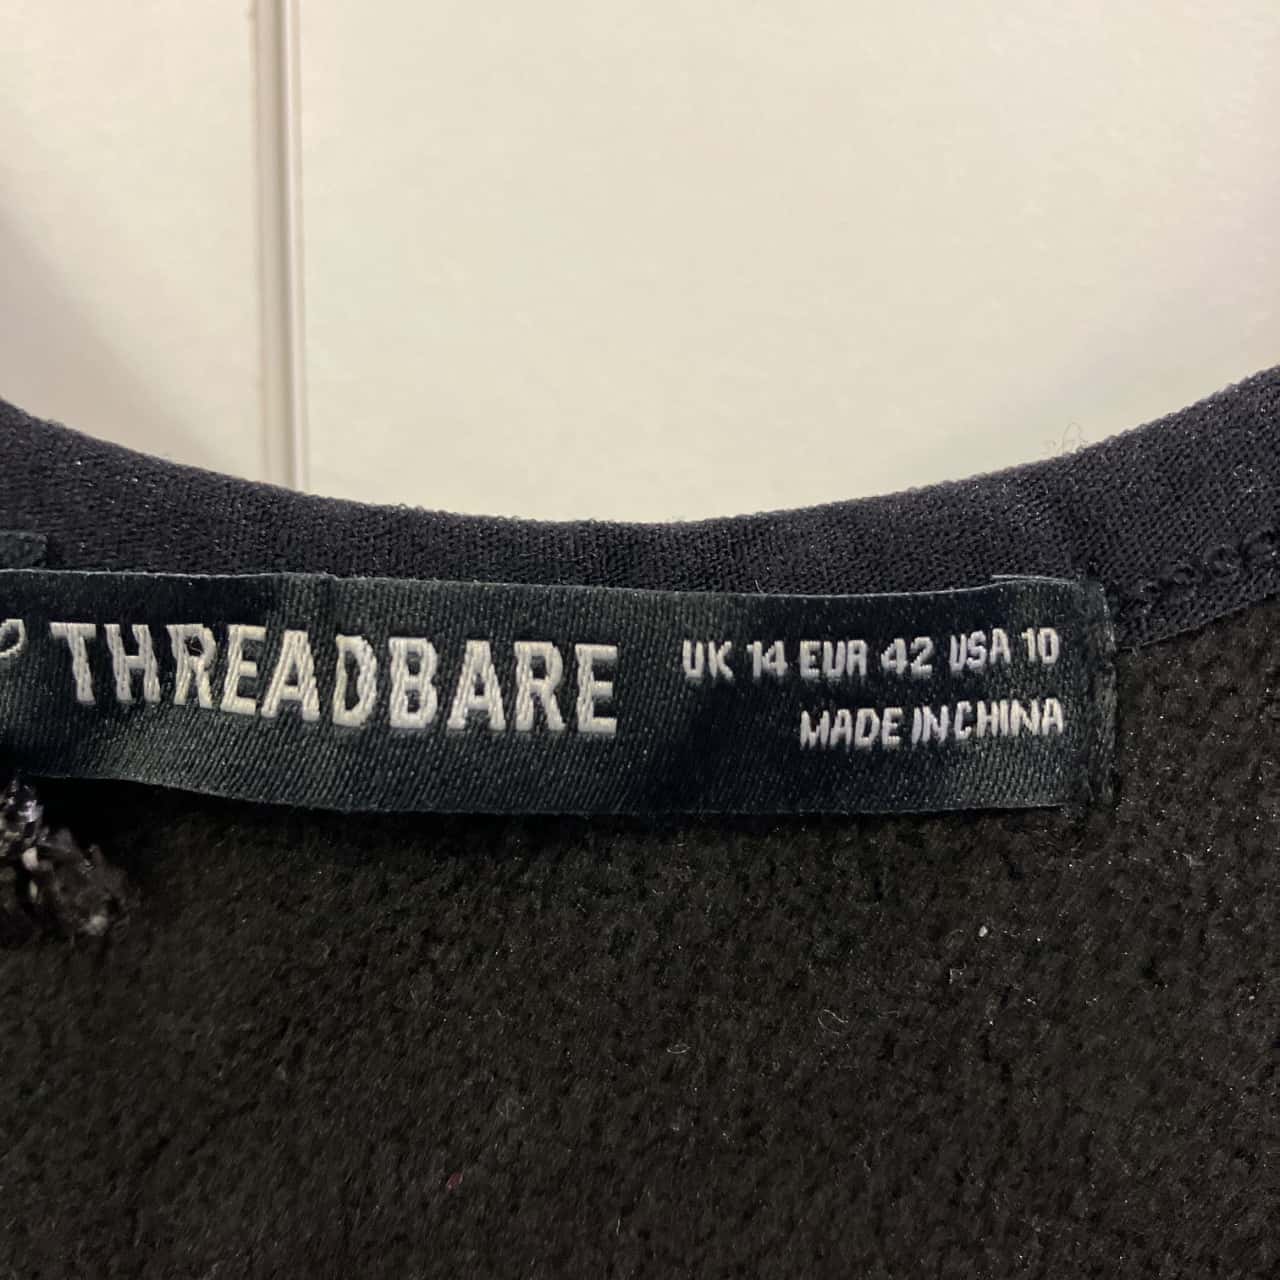 THREADBARE
UK 14 EUR 42 USA 10
MADE IN CHINA